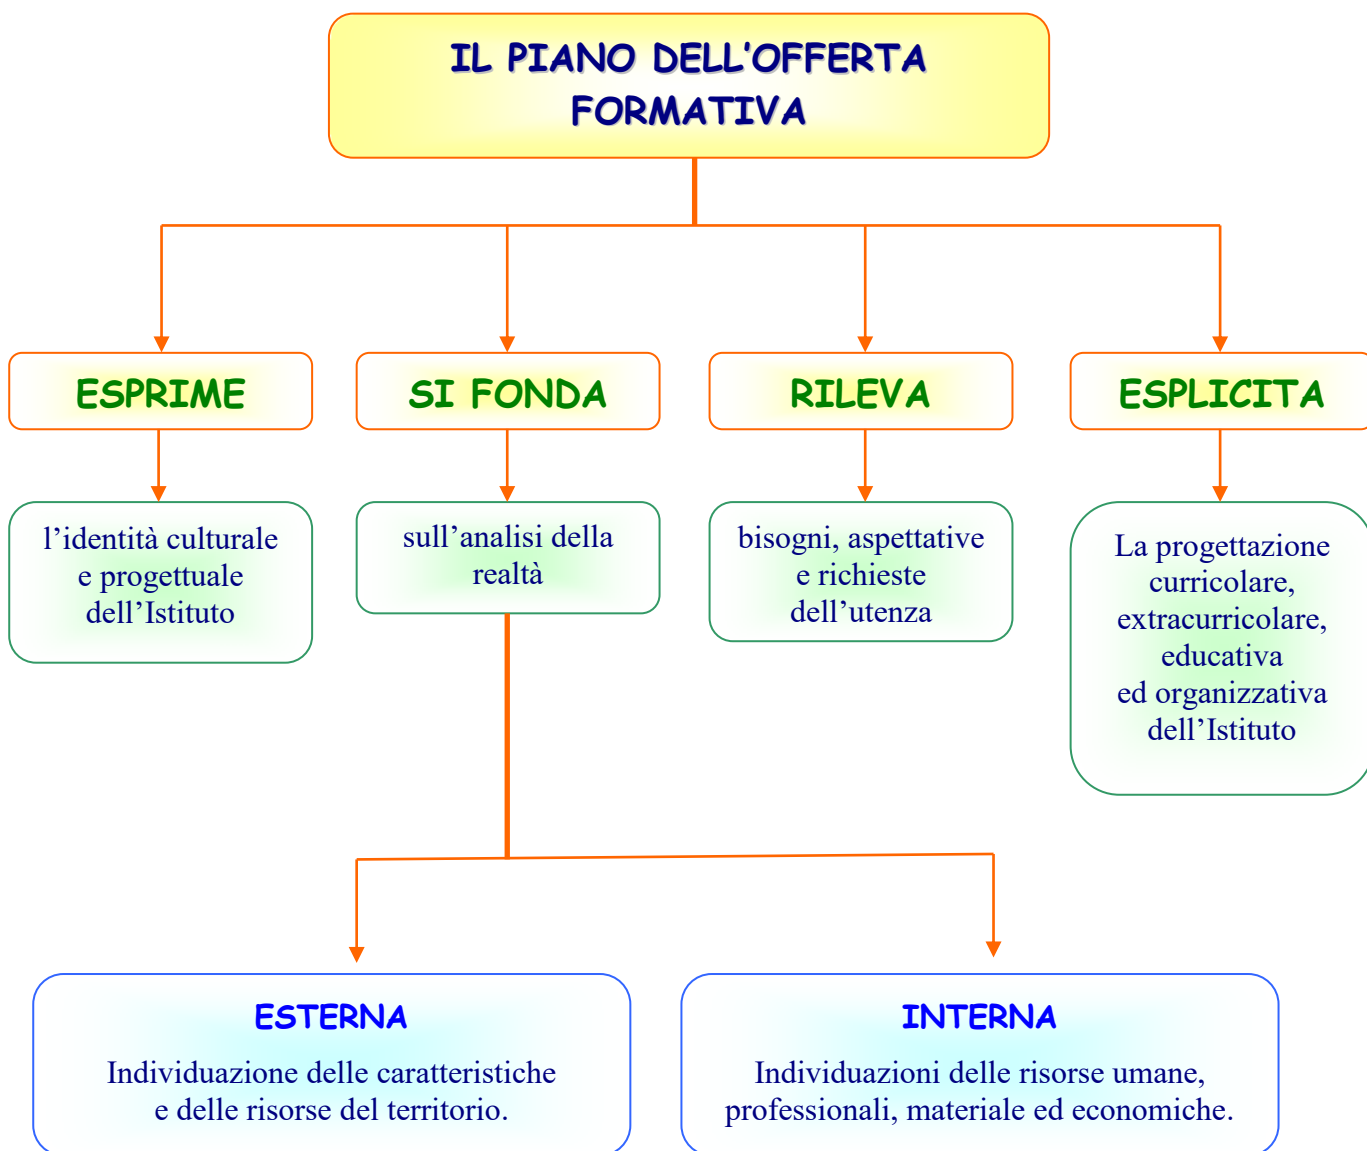 IL PIANO DELL’OFFERTA
FORMATIVA
ESPRIME
SI FONDA
RILEVA
ESPLICITA
l’identità culturale
e progettuale
dell’Istituto
sull’analisi della
realtà
bisogni, aspettative
e richieste
dell’utenza
La progettazione
curricolare,
extracurricolare,
educativa
ed organizzativa
dell’Istituto
ESTERNA
Individuazione delle caratteristiche
e delle risorse del territorio.
INTERNA
Individuazioni delle risorse umane,
professionali, materiale ed economiche.